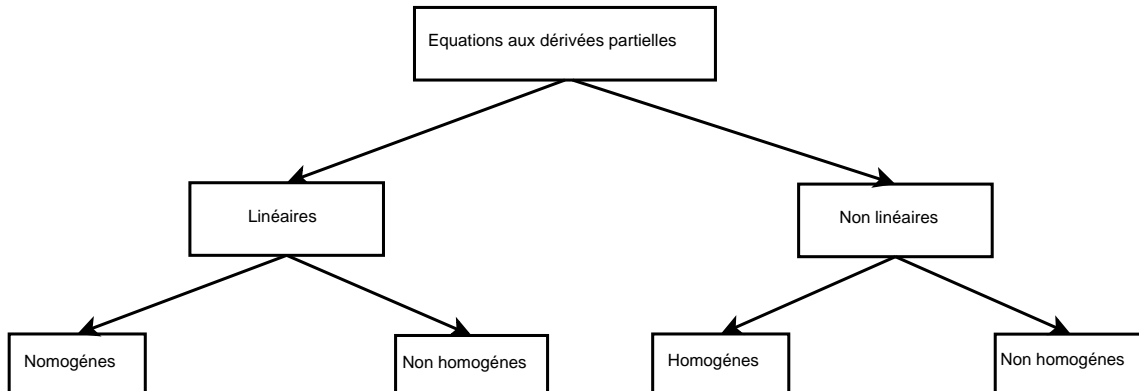 Equations aux dérivées partielles
Linéaires
Non linéaires
Nomogénes
Non homogénes
Homogénes
Non homogénes